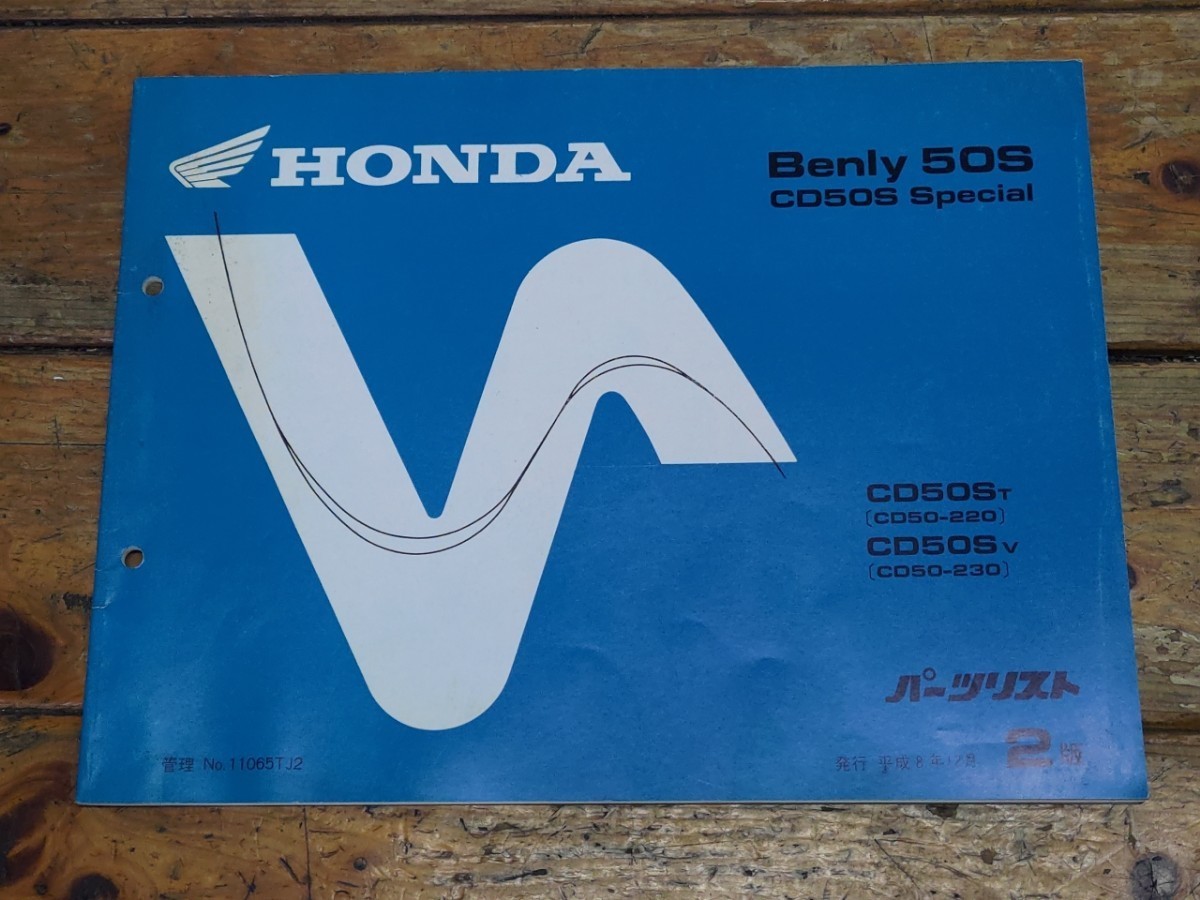 HONDA
Benly 50S
CD50S Special
CD50ST
(CD50-220)
CD50SV
(CD50-230)
パーツリスト
管理 No.11065TJ2
発行 平成8年12月 2版